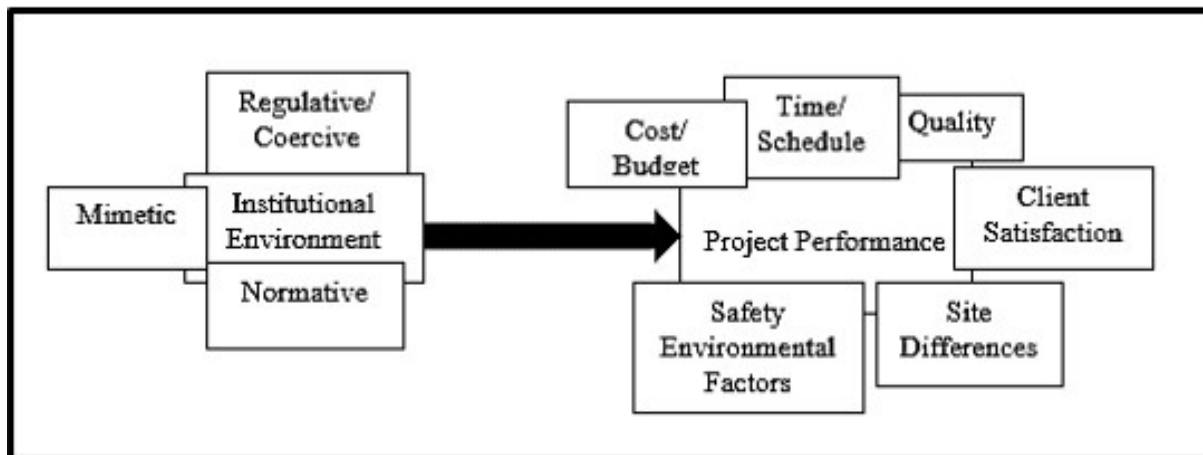 Regulative/
Coercive
Mimetic
Institutional
Environment
Normative
Cost/
Budget
Time/
Schedule
Quality
Client
Satisfaction
Project Performance
Safety
Environmental
Factors
Site
Differences